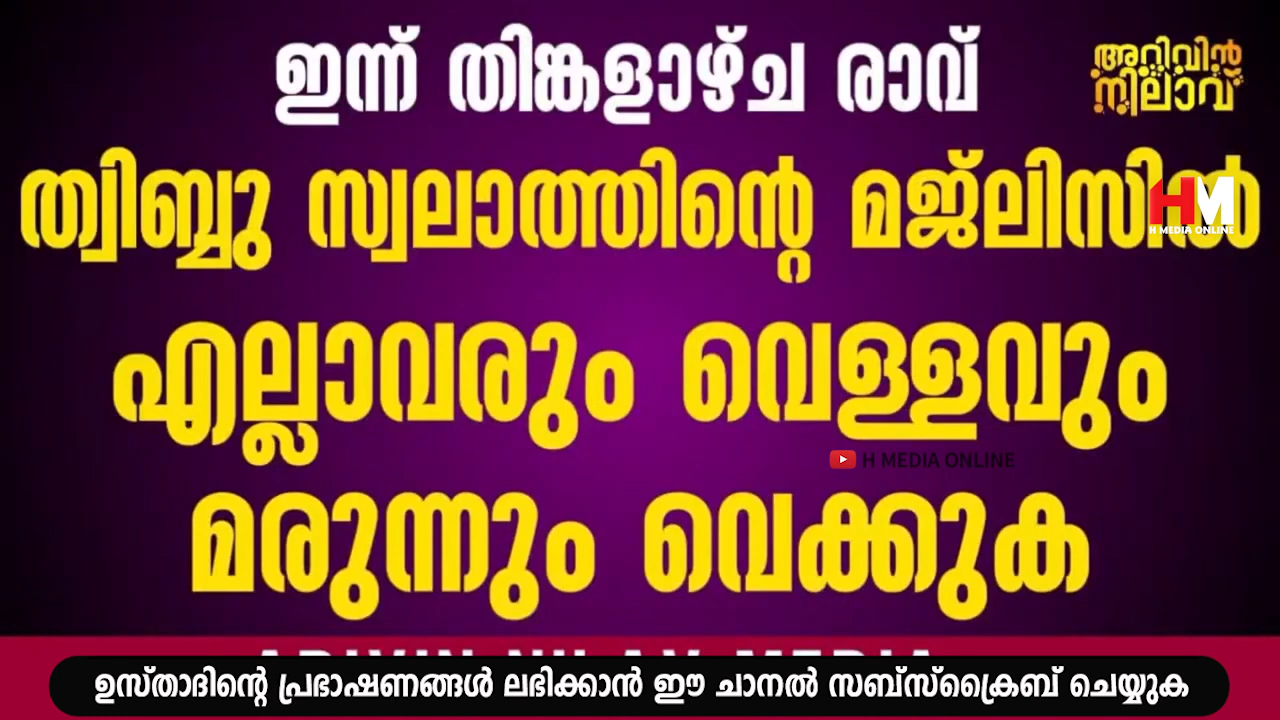 ഇന്ന് തിങ്കളാഴ്ച രാവ്
അറിവിൻ
നിലാവ്
ത്വിബ്ബു സ്വലാത്തിന്റെ മജ്ലിസിൽ
HM
H MEDIA ONLINE
എല്ലാവരും വെള്ളവും
H MEDIA ONLINE
മരുന്നും വെക്കുക
ഉസ്താദിന്റെ പ്രഭാഷണങ്ങൾ ലഭിക്കാൻ ഈ ചാനൽ സബ്സ്ക്രൈബ് ചെയ്യുക